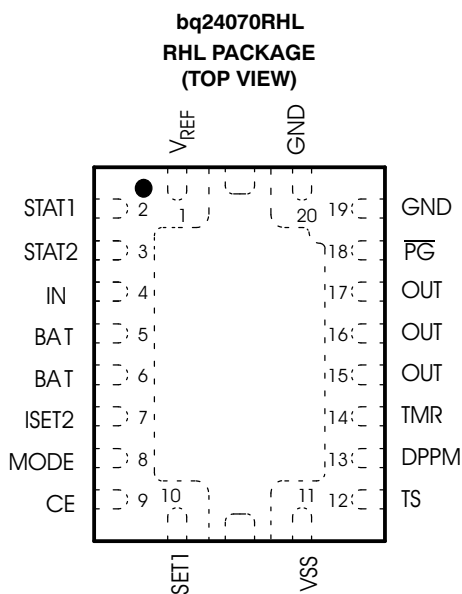 bq24070RHL
RHL PACKAGE
(TOP VIEW)
VREF
GND
1
20
STAT1 2
19 GND
STAT2 3
18 PG
IN 4
17 OUT
BAT 5
16 OUT
BAT 6
15 OUT
ISET2 7
14 TMR
MODE 8
13 DPPM
CE 9
10
11
12 TS
SET1
VSS